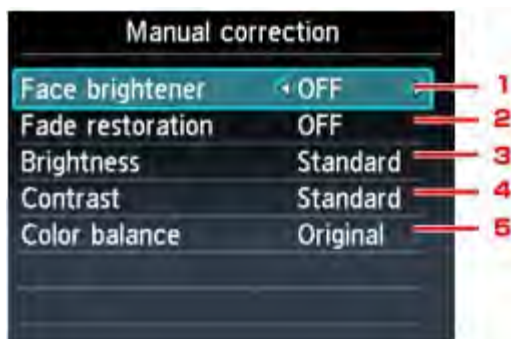 Manual correction
Face brightener OFF 1
Fade restoration OFF 2
Brightness Standard 3
Contrast Standard 4
Color balance Original 5